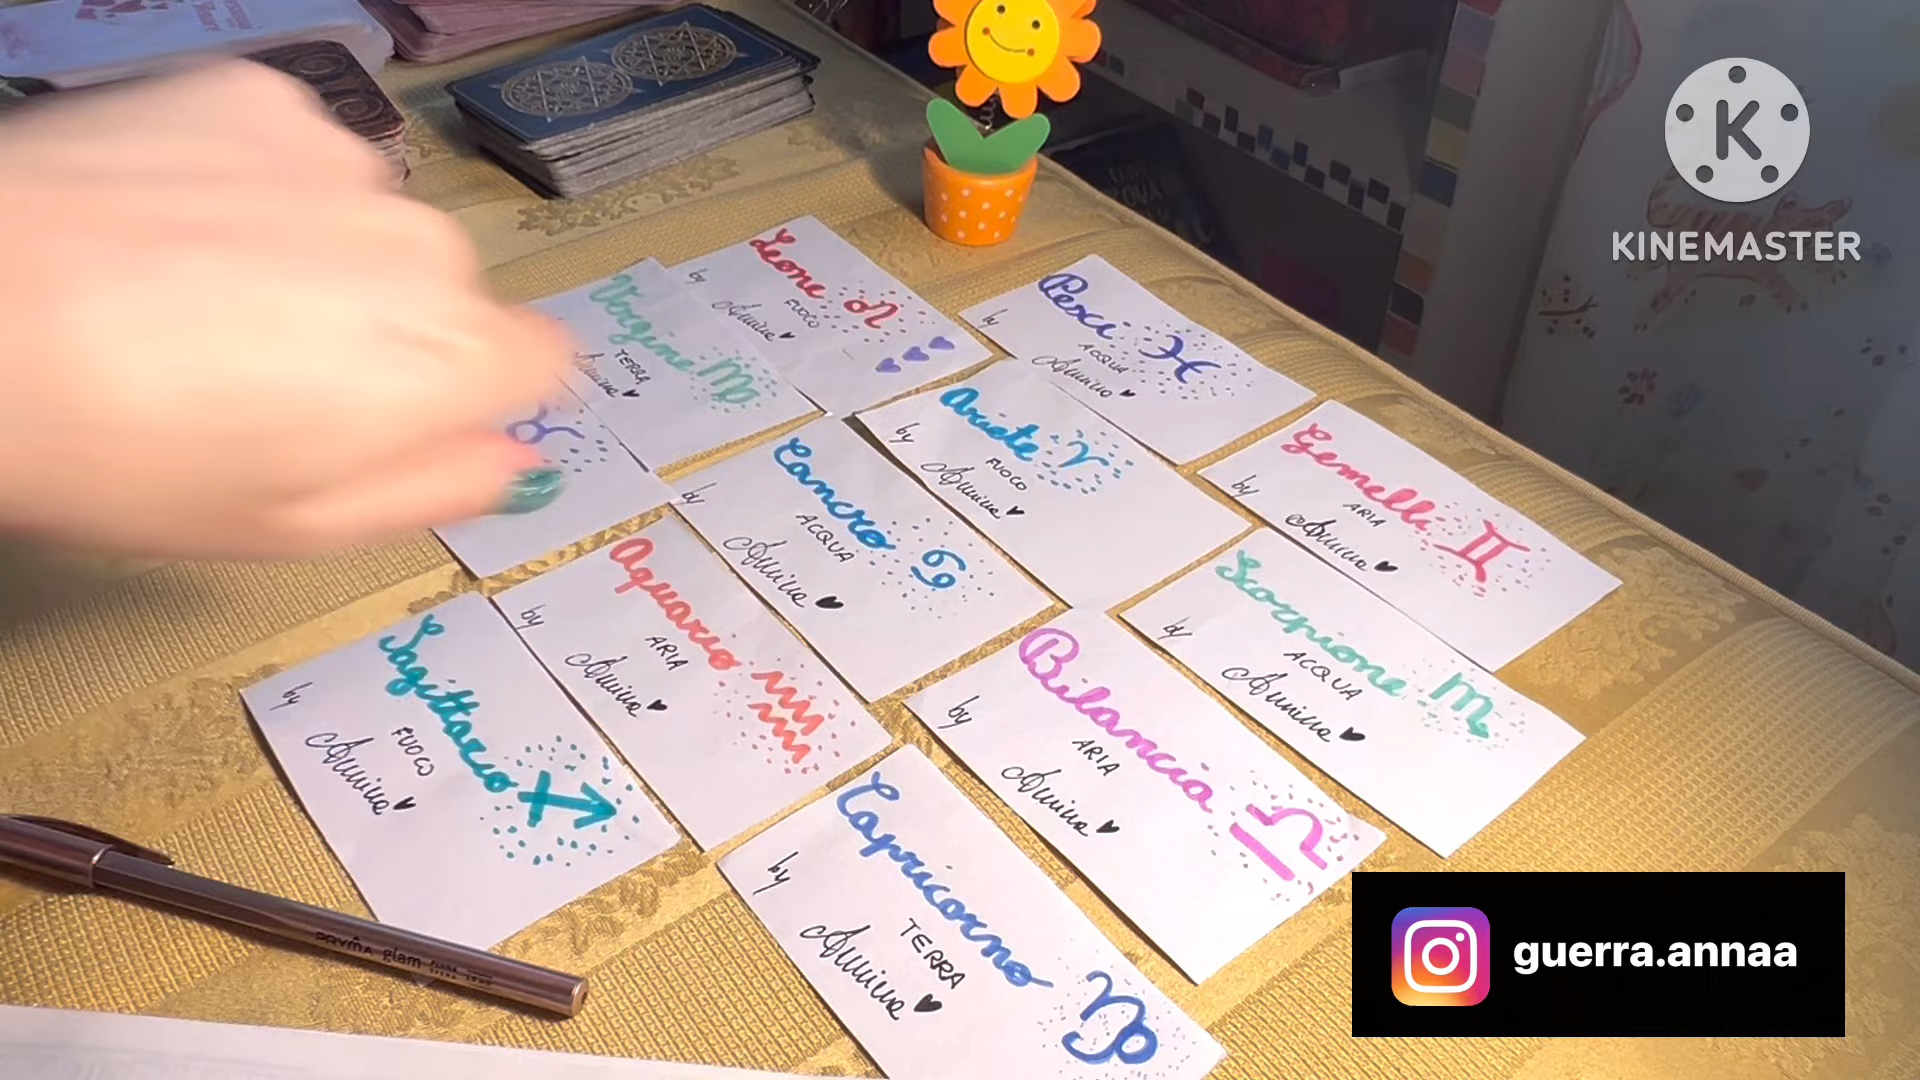 KINEMASTER
Leone
FUOCO
by
Annina
Vergine
TERRA
Annina
Pesci
ACQUA
by
Annina
Ariete
FUOCO
by
Annina
Gemelli
ARIA
by
Annina
Cancro
ACQUA
by
Annina
Scorpione
ACQUA
by
Annina
Aquario
ARIA
by
Annina
Bilancia
ARIA
by
Annina
Sagittario
FUOCO
by
Annina
Capricorno
TERRA
by
Annina
PRYMA glam
guerra.annaa